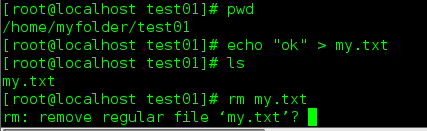 [root@localhost test01]# pwd
/home/myfolder/test01
[root@localhost test01]# echo "ok" > my.txt
[root@localhost test01]# ls
my.txt
[root@localhost test01]# rm my.txt
rm: remove regular file ‘my.txt’?